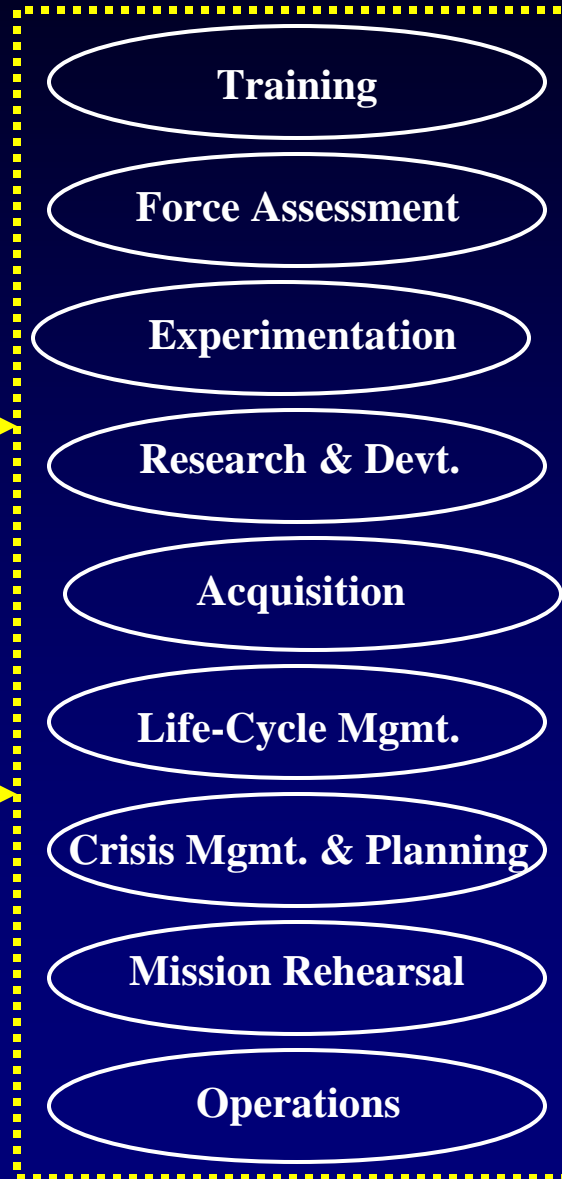 Training
Force Assessment
Experimentation
Research & Devt.
Acquisition
Life-Cycle Mgmt.
Crisis Mgmt. & Planning
Mission Rehearsal
Operations